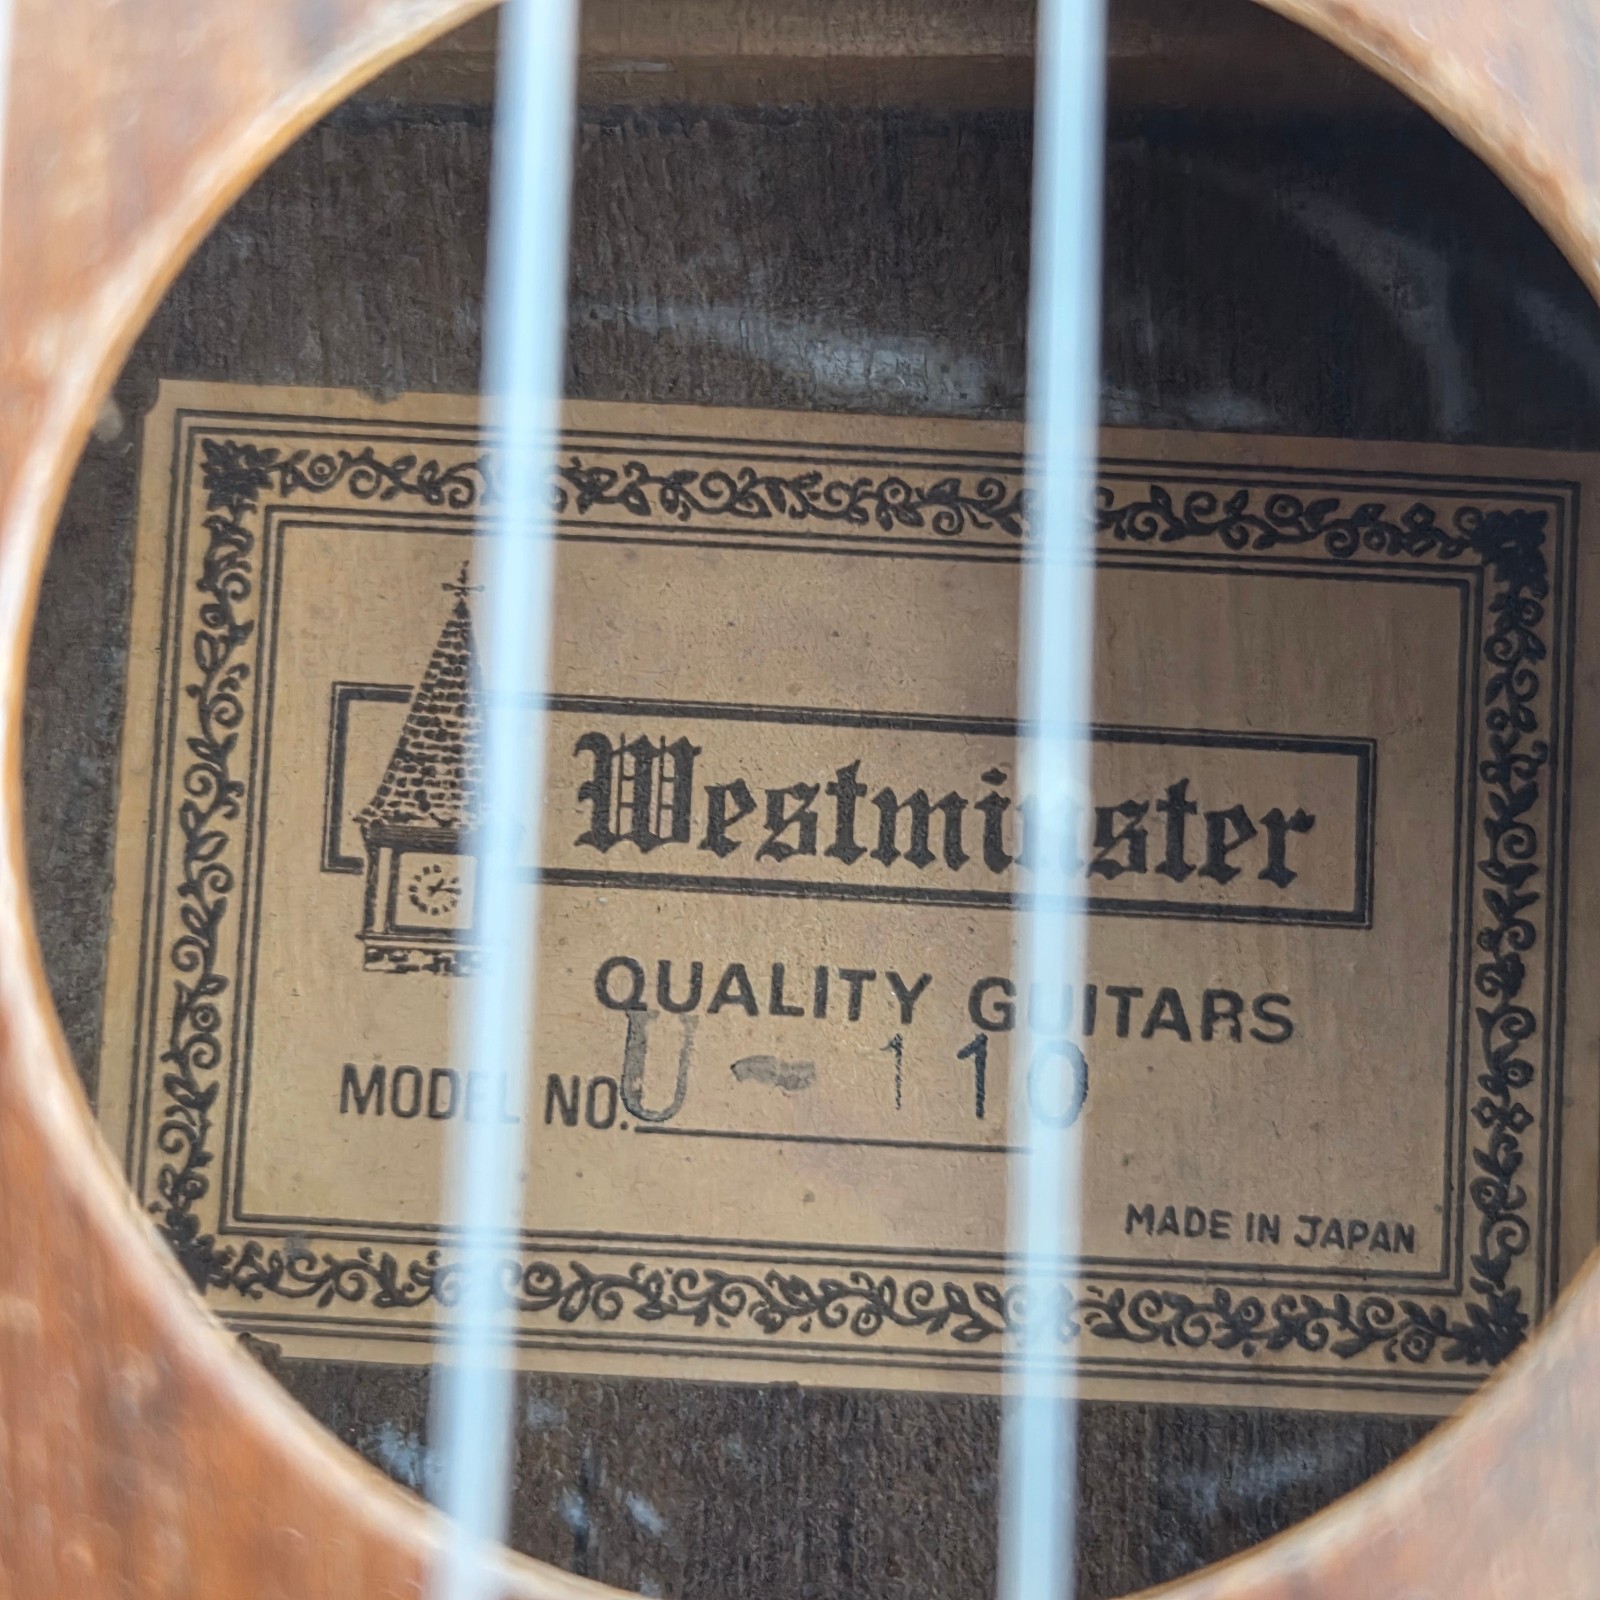 Westminster
QUALITY GUITARS
MODEL NO. U-110
MADE IN JAPAN